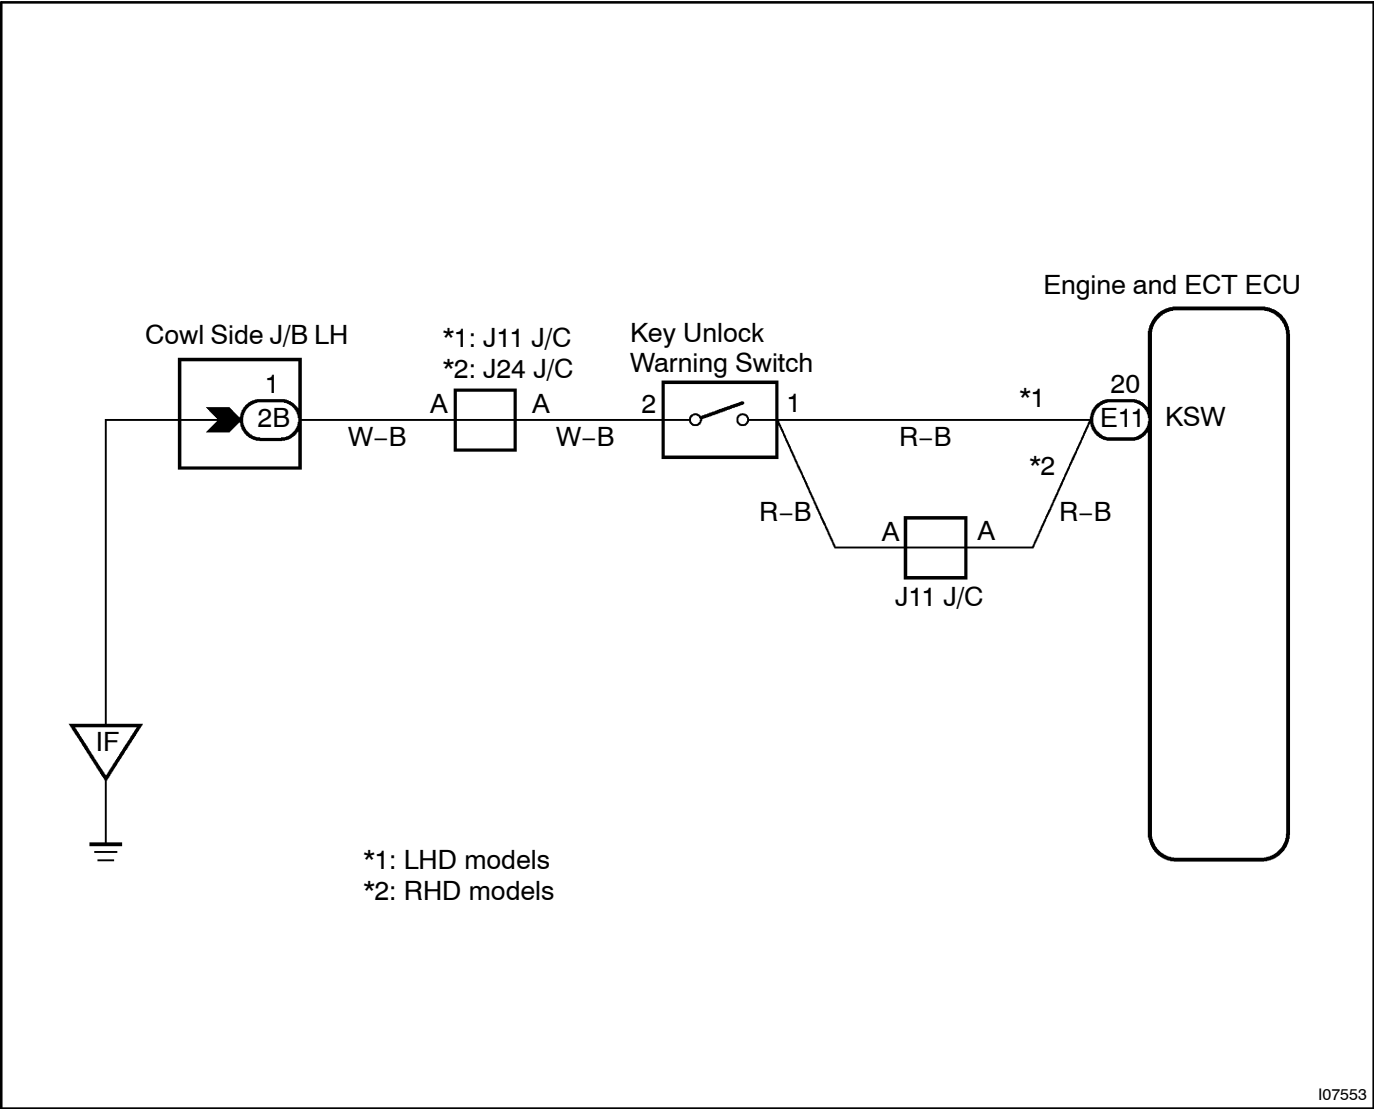 Engine and ECT ECU
Cowl Side J/B LH
*1: J11 J/C
*2: J24 J/C
Key Unlock
Warning Switch
1
2B
W–B
A
A
W–B
2
1
*1
R–B
20
E11
KSW
*2
R–B
R–B
A
A
J11 J/C
IF
*1: LHD models
*2: RHD models
I07553